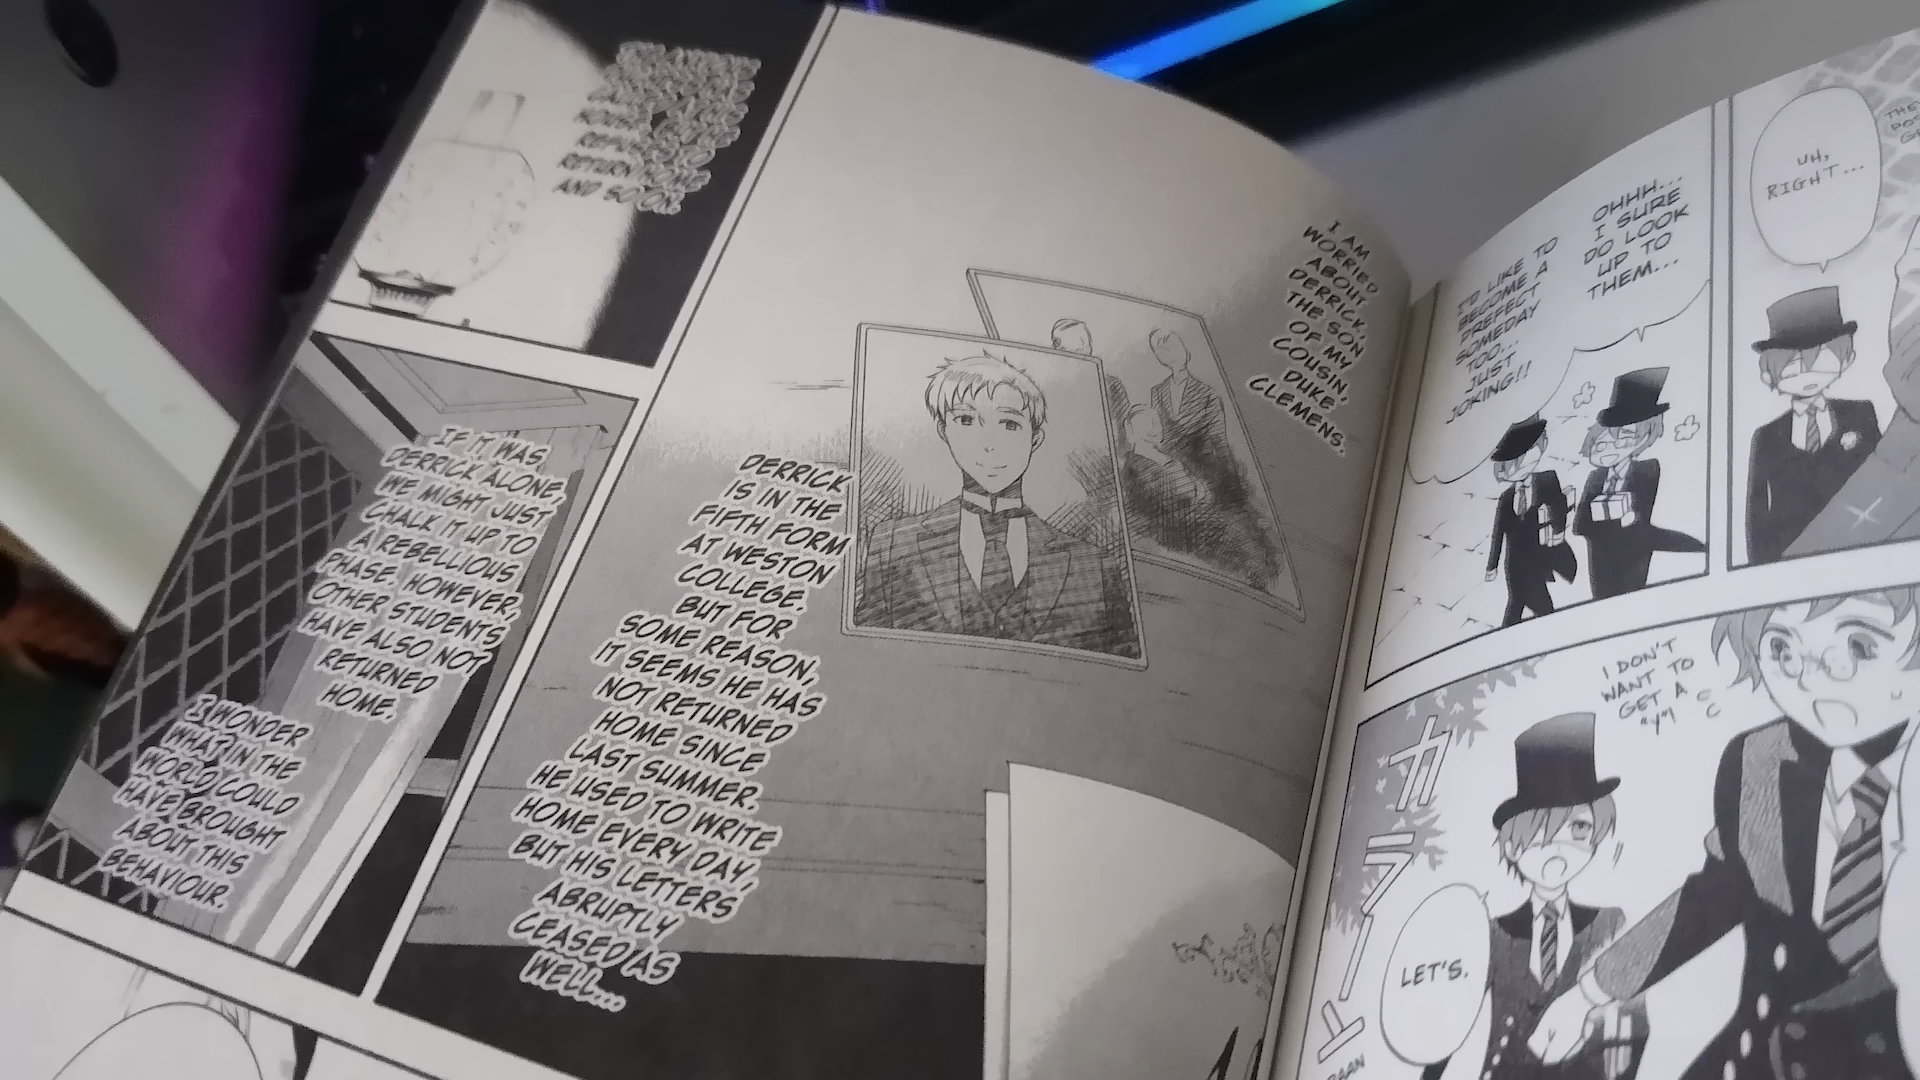 UH,
RIGHT...
OHHH...
I SURE
DO LOOK
UP TO
THEM...
I'D LIKE TO
BECOME A
PREFECT
SOMEDAY
TOO...
JUST
JOKING!!
I DON'T
WANT TO
GET A
"Y"!
LET'S.
カラーン
I AM
WORRIED
ABOUT
DERRICK,
THE SON
OF MY
COUSIN,
DUKE
CLEMENS.
DERRICK
IS IN THE
FIFTH FORM
AT WESTON
COLLEGE.
BUT FOR
SOME REASON,
IT SEEMS HE HAS
NOT RETURNED
HOME SINCE
LAST SUMMER.
HE USED TO WRITE
HOME EVERY DAY,
BUT HIS LETTERS
ABRUPTLY
CEASED AS
WELL...
RETURN HOME
AND SO ON.
IF IT WAS
DERRICK ALONE,
WE MIGHT JUST
CHALK IT UP TO
A REBELLIOUS
PHASE. HOWEVER,
OTHER STUDENTS
HAVE ALSO NOT
RETURNED
HOME.
I WONDER
WHAT IN THE
WORLD COULD
HAVE BROUGHT
ABOUT THIS
BEHAVIOUR.